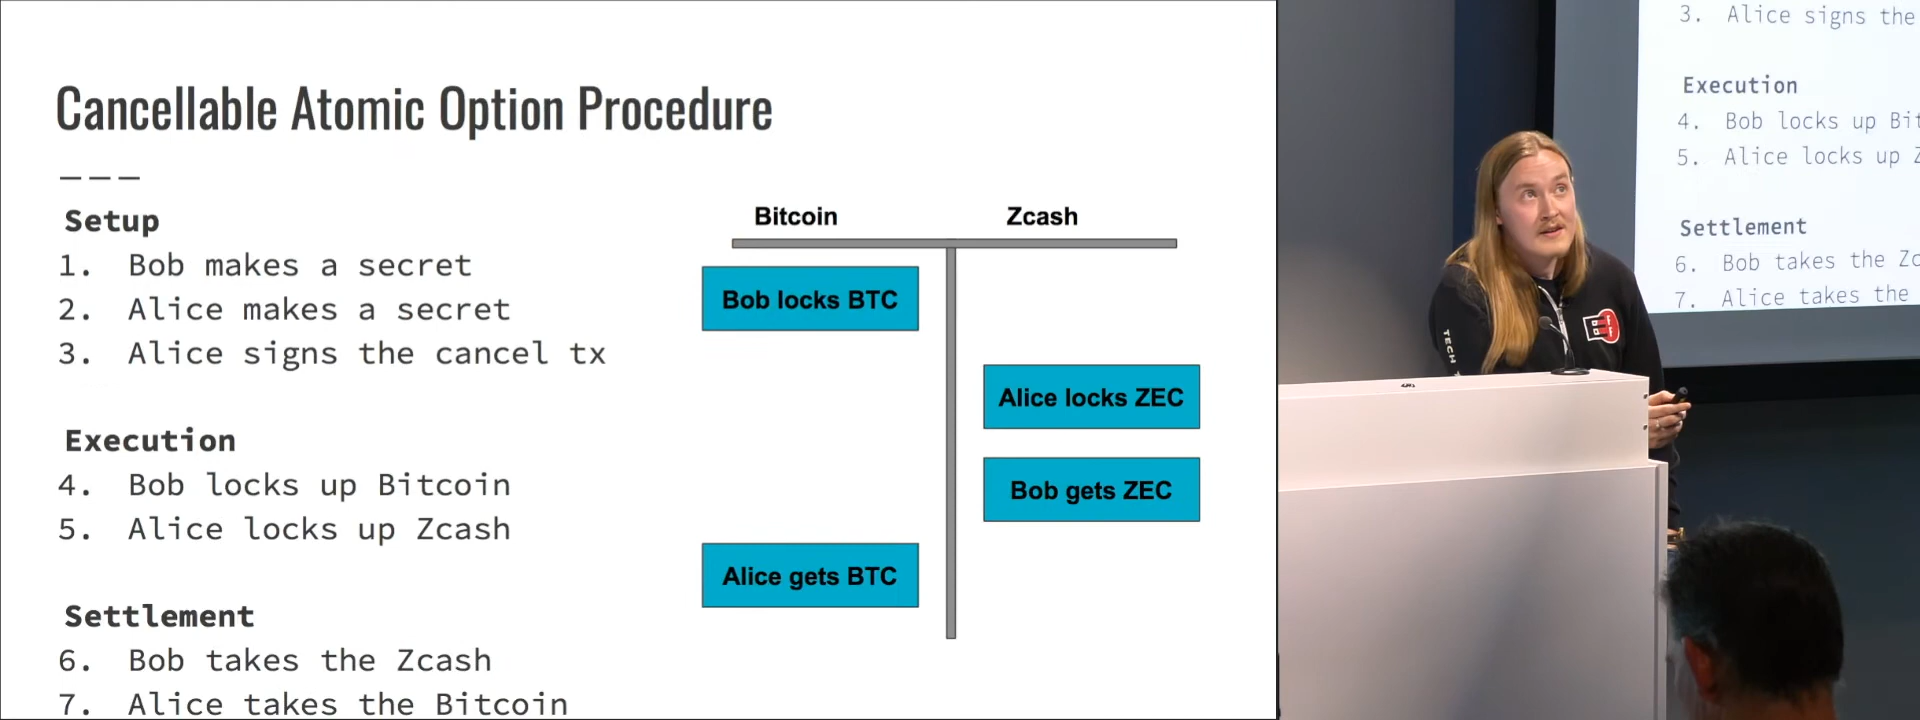 Cancellable Atomic Option Procedure
Setup
1. Bob makes a secret
2. Alice makes a secret
3. Alice signs the cancel tx
Execution
4. Bob locks up Bitcoin
5. Alice locks up Zcash
Settlement
6. Bob takes the Zcash
7. Alice takes the Bitcoin
Bitcoin Zcash
Bob locks BTC
Alice locks ZEC
Bob gets ZEC
Alice gets BTC
3. Alice signs the
Execution
4. Bob locks up Bit
5. Alice locks up Z
Settlement
6. Bob takes the Zc
7. Alice takes the
TECH